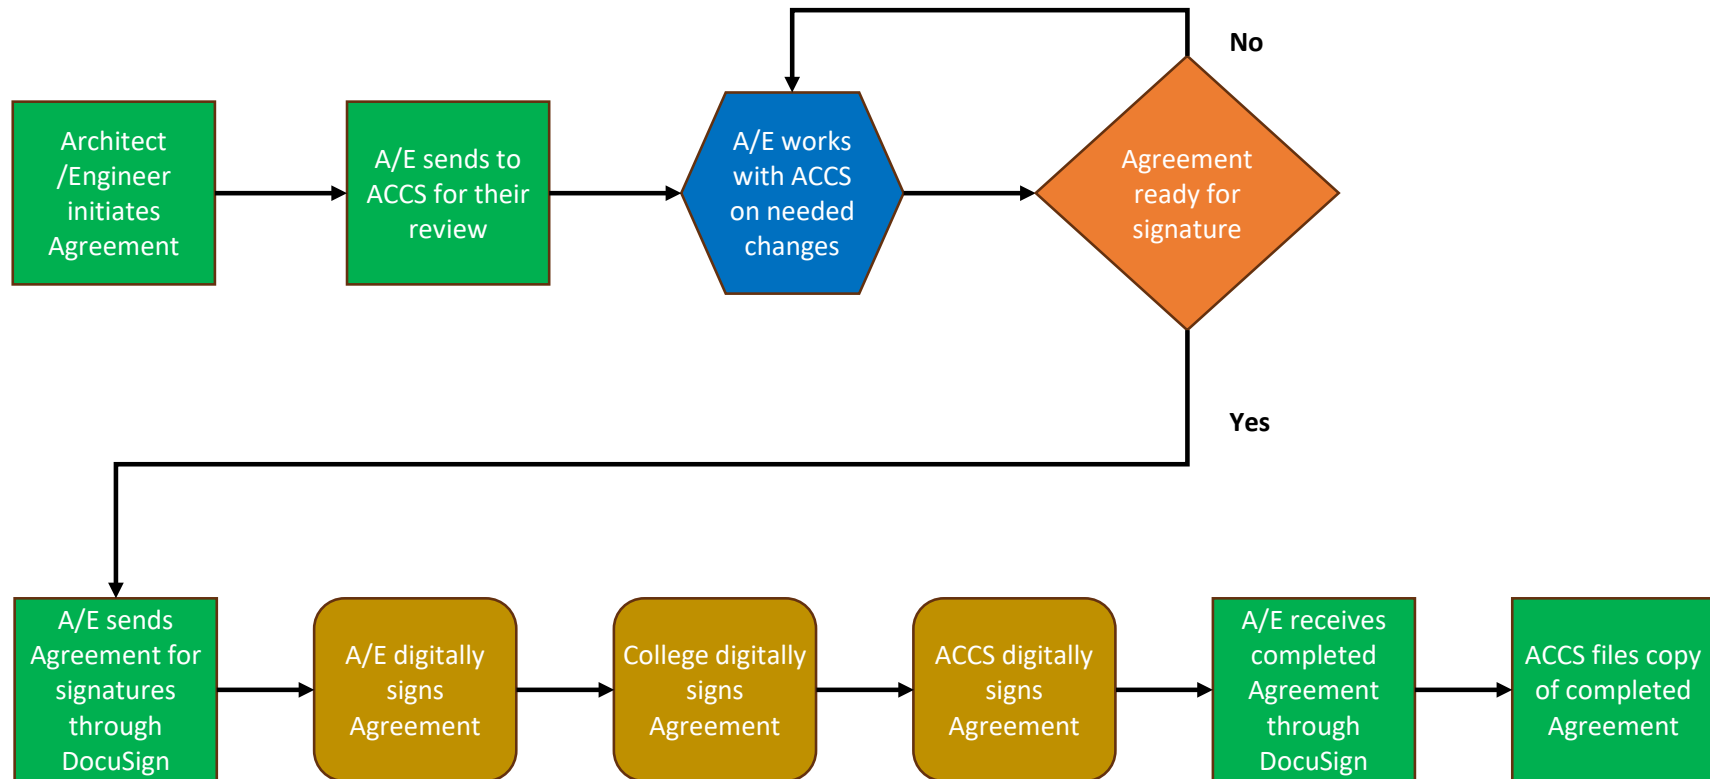 No
Architect
/Engineer
initiates
Agreement
A/E sends to
ACCS for their
review
A/E works
with ACCS
on needed
changes
Agreement
ready for
signature
Yes
A/E sends
Agreement for
signatures
through
DocuSign
A/E digitally
signs
Agreement
College digitally
signs
Agreement
ACCS digitally
signs
Agreement
A/E receives
completed
Agreement
through
DocuSign
ACCS files copy
of completed
Agreement